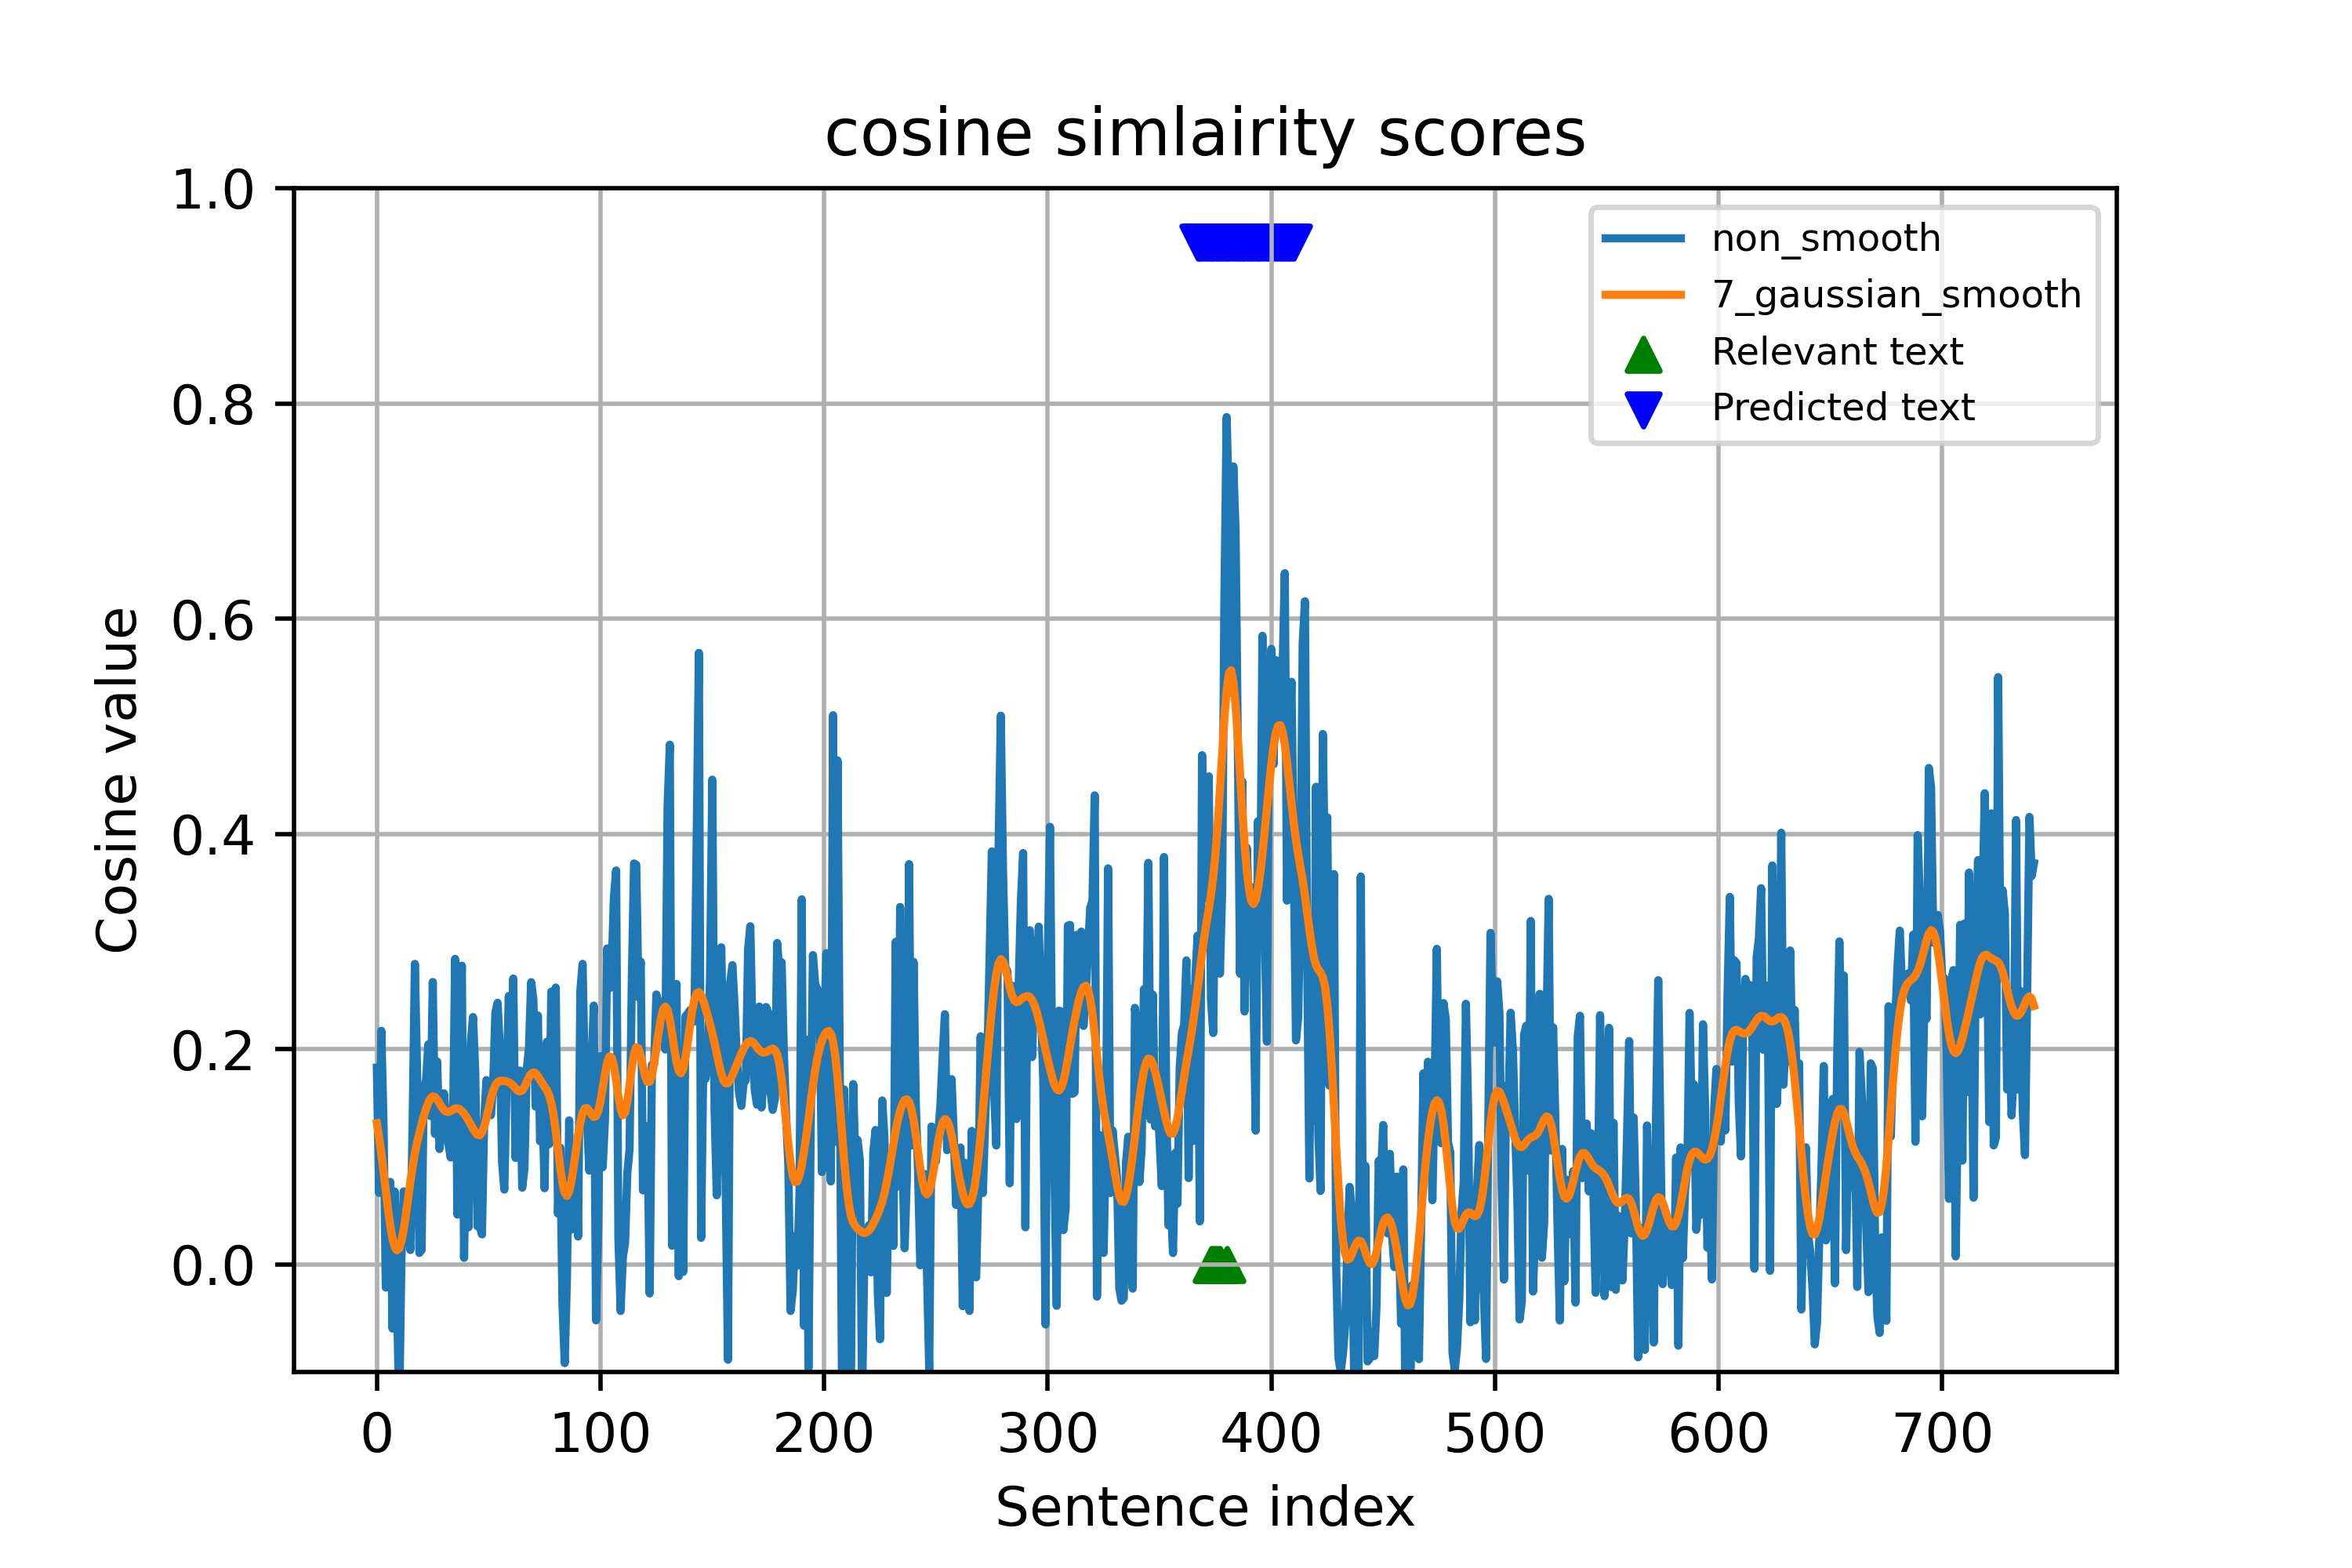 cosine simlairity scores
1.0
0.8
0.6
0.4
0.2
0.0
Cosine value
non_smooth
7_gaussian_smooth
Relevant text
Predicted text
0 100 200 300 400 500 600 700
Sentence index